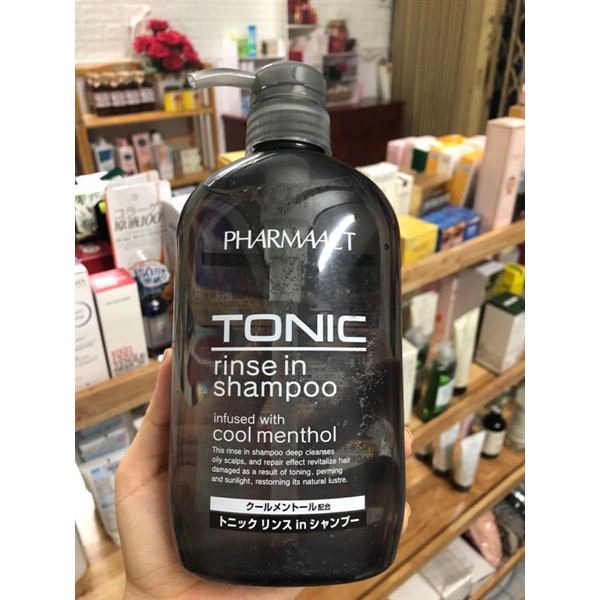 PHARMAACT
TONIC
rinse in
shampoo
infused with
cool menthol
This rinse in shampoo deep cleanses
oily scalps, and repair effect revitalize hair
damaged as a result of toning, perming
and sunlight, restorning its natural lustre.
クールメントール配合
トニック リンス in シャンプー